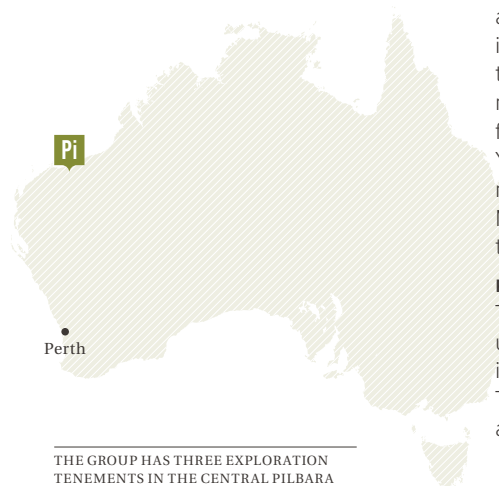 Pi
Perth
THE GROUP HAS THREE EXPLORATION
TENEMENTS IN THE CENTRAL PILBARA